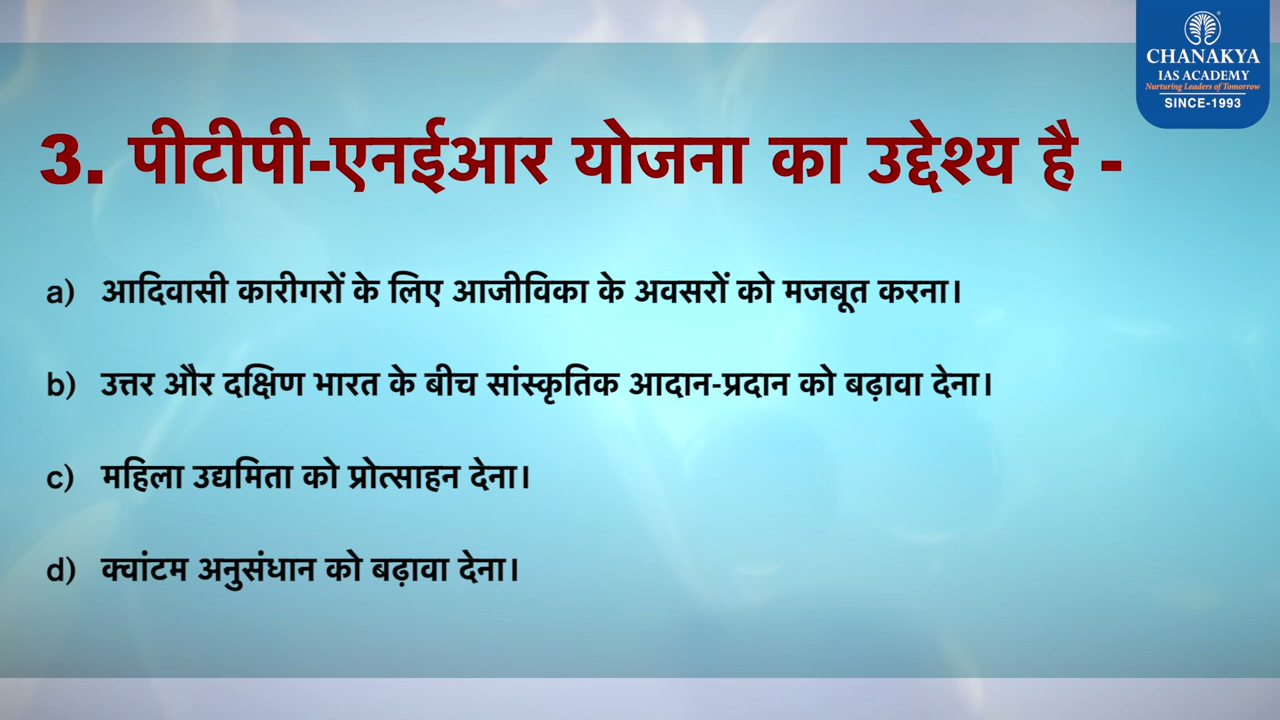 CHANAKYA
IAS ACADEMY
Nurturing Leaders of Tomorrow
SINCE-1993
3. पीटीपी-एनईआर योजना का उद्देश्य है -
a) आदिवासी कारीगरों के लिए आजीविका के अवसरों को मजबूत करना।
b) उत्तर और दक्षिण भारत के बीच सांस्कृतिक आदान-प्रदान को बढ़ावा देना।
c) महिला उद्यमिता को प्रोत्साहन देना।
d) क्वांटम अनुसंधान को बढ़ावा देना।